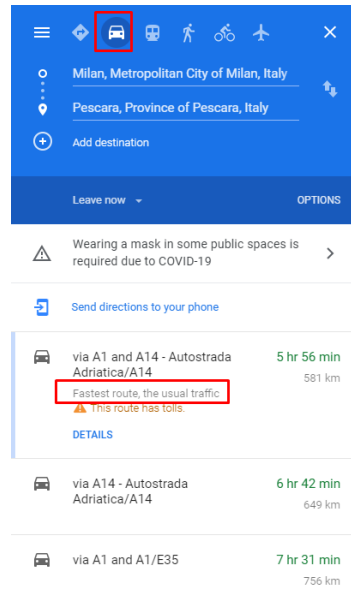 Milan, Metropolitan City of Milan, Italy
Pescara, Province of Pescara, Italy
Add destination
Leave now
OPTIONS
Wearing a mask in some public spaces is
required due to COVID-19
Send directions to your phone
via A1 and A14 - Autostrada
5 hr 56 min
Adriatica/A14
581 km
Fastest route, the usual traffic
This route has tolls.
DETAILS
via A14 - Autostrada
6 hr 42 min
Adriatica/A14
649 km
via A1 and A1/E35
7 hr 31 min
756 km